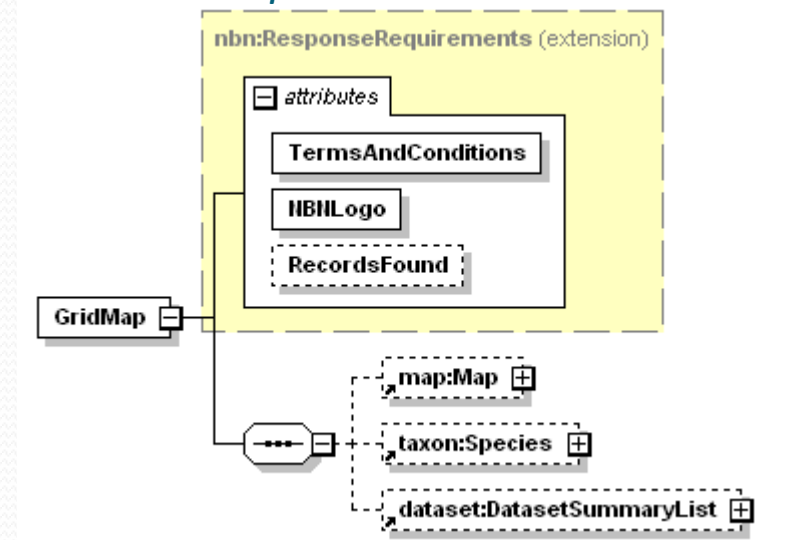 nbn:ResponseRequirements (extension)
attributes
TermsAndConditions
NBNLogo
RecordsFound
GridMap
map:Map
taxon:Species
dataset:DatasetSummaryList